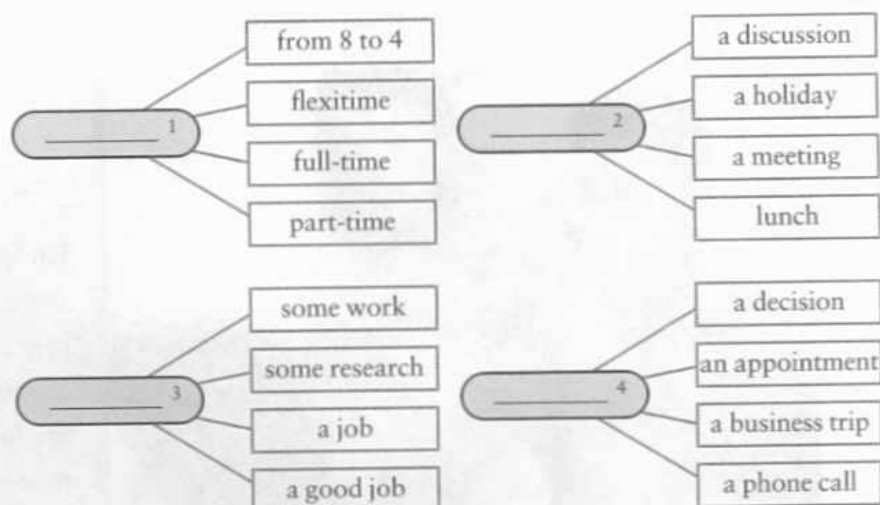 from 8 to 4
flexitime
1
full-time
part-time
a discussion
a holiday
2
a meeting
lunch
some work
some research
3
a job
a good job
a decision
an appointment
4
a business trip
a phone call